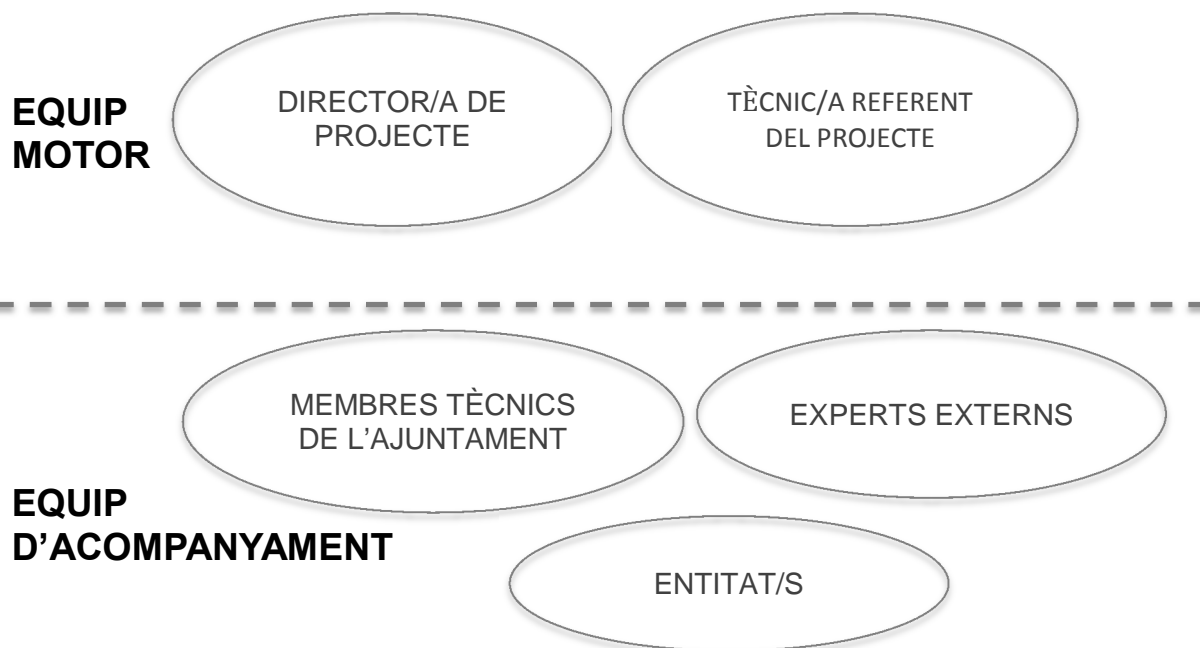 EQUIP
MOTOR
DIRECTOR/A DE
PROJECTE
TÈCNIC/A REFERENT
DEL PROJECTE
MEMBRES TÈCNICS
DE L’AJUNTAMENT
EXPERTS EXTERNS
EQUIP
D’ACOMPANYAMENT
ENTITAT/S